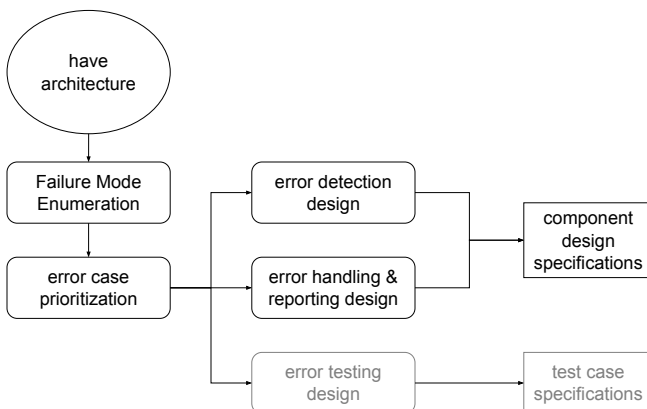 have
architecture
Failure Mode
Enumeration
error case
prioritization
error detection
design
error handling &
reporting design
error testing
design
component
design
specifications
test case
specifications